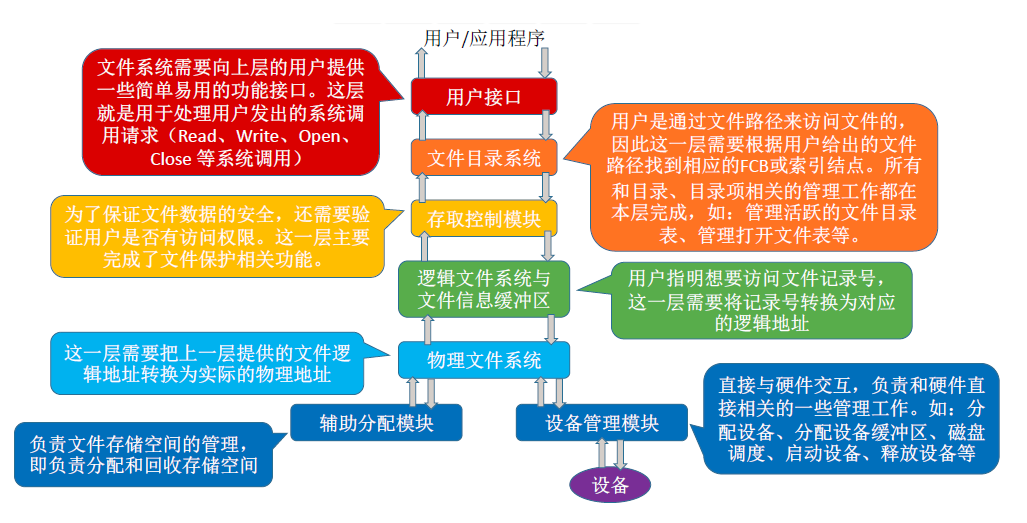 用户/应用程序
用户接口
文件系统需要向上层的用户提供
一些简单易用的功能接口。这层
就是用于处理用户发出的系统调
用请求（Read、Write、Open、
Close 等系统调用）
文件目录系统
用户是通过文件路径来访问文件的，
因此这一层需要根据用户给出的文件
路径找到相应的FCB或索引结点。所有
和目录、目录项相关的管理工作都在
本层完成，如：管理活跃的文件目录
表、管理打开文件表等。
存取控制模块
为了保证文件数据的安全，还需要验
证用户是否有访问权限。这一层主要
完成了文件保护相关功能。
逻辑文件系统与
文件信息缓冲区
用户指明想要访问文件记录号，
这一层需要将记录号转换为对应
的逻辑地址
物理文件系统
这一层需要把上一层提供的文件逻
辑地址转换为实际的物理地址
辅助分配模块
负责文件存储空间的管理，
即负责分配和回收存储空间
设备管理模块
直接与硬件交互，负责和硬件直
接相关的一些管理工作。如：分
配设备、分配设备缓冲区、磁盘
调度、启动设备、释放设备等
设备